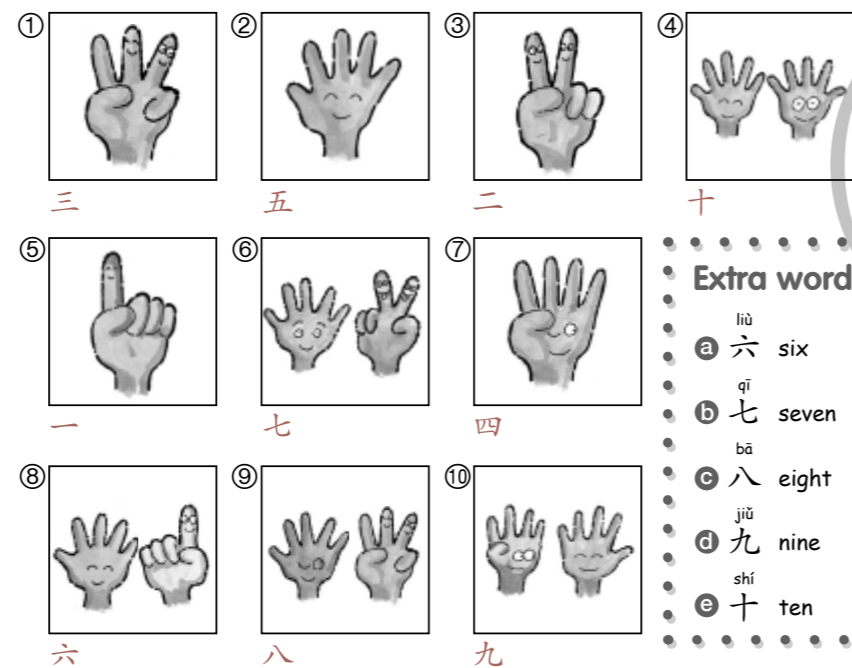 ① ② ③ ④
三 五 二 十
⑤ ⑥ ⑦
一 七 四
⑧ ⑨ ⑩
六 八 九
Extra word
liù
a 六 six
qī
b 七 seven
bā
c 八 eight
jiǔ
d 九 nine
shí
e 十 ten